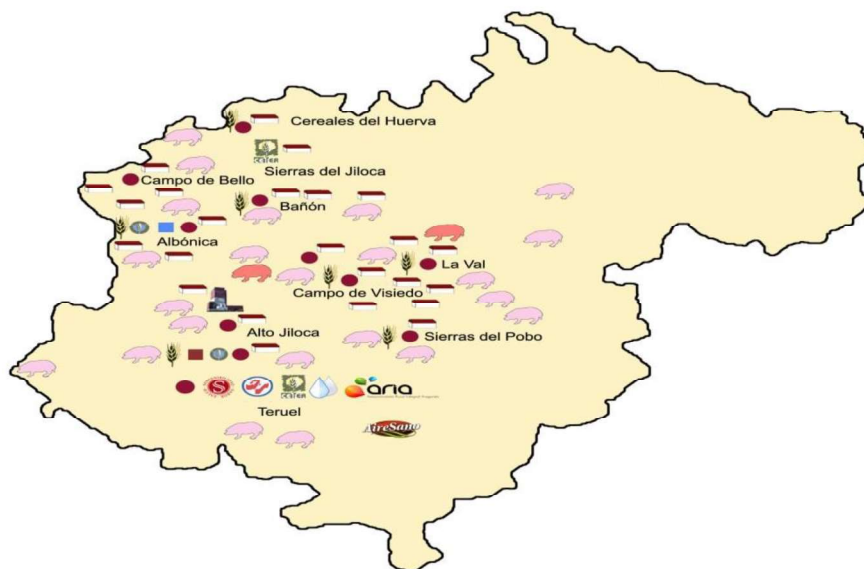 Cereales del Huerva
Sierras del Jiloca
Campo de Bello
Bañón
Albónica
La Val
Campo de Visiedo
Alto Jiloca
Sierras del Pobo
aria
Teruel
AireSano